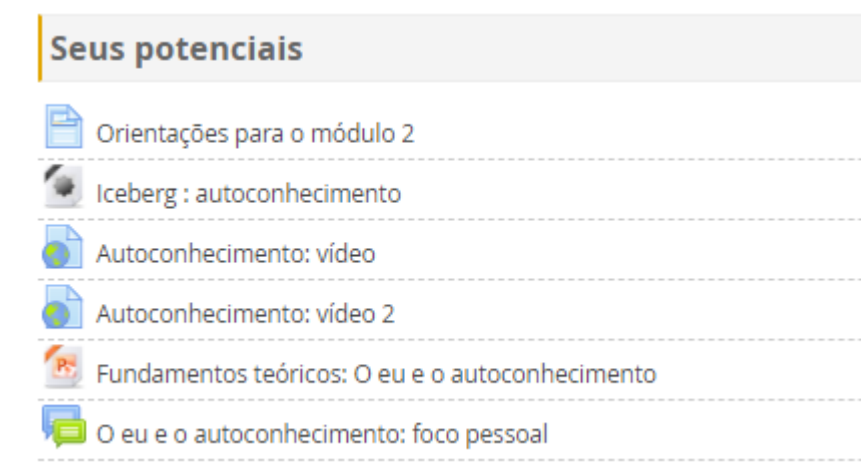 Seus potenciais
Orientações para o módulo 2
Iceberg : autoconhecimento
Autoconhecimento: vídeo
Autoconhecimento: vídeo 2
Fundamentos teóricos: O eu e o autoconhecimento
O eu e o autoconhecimento: foco pessoal